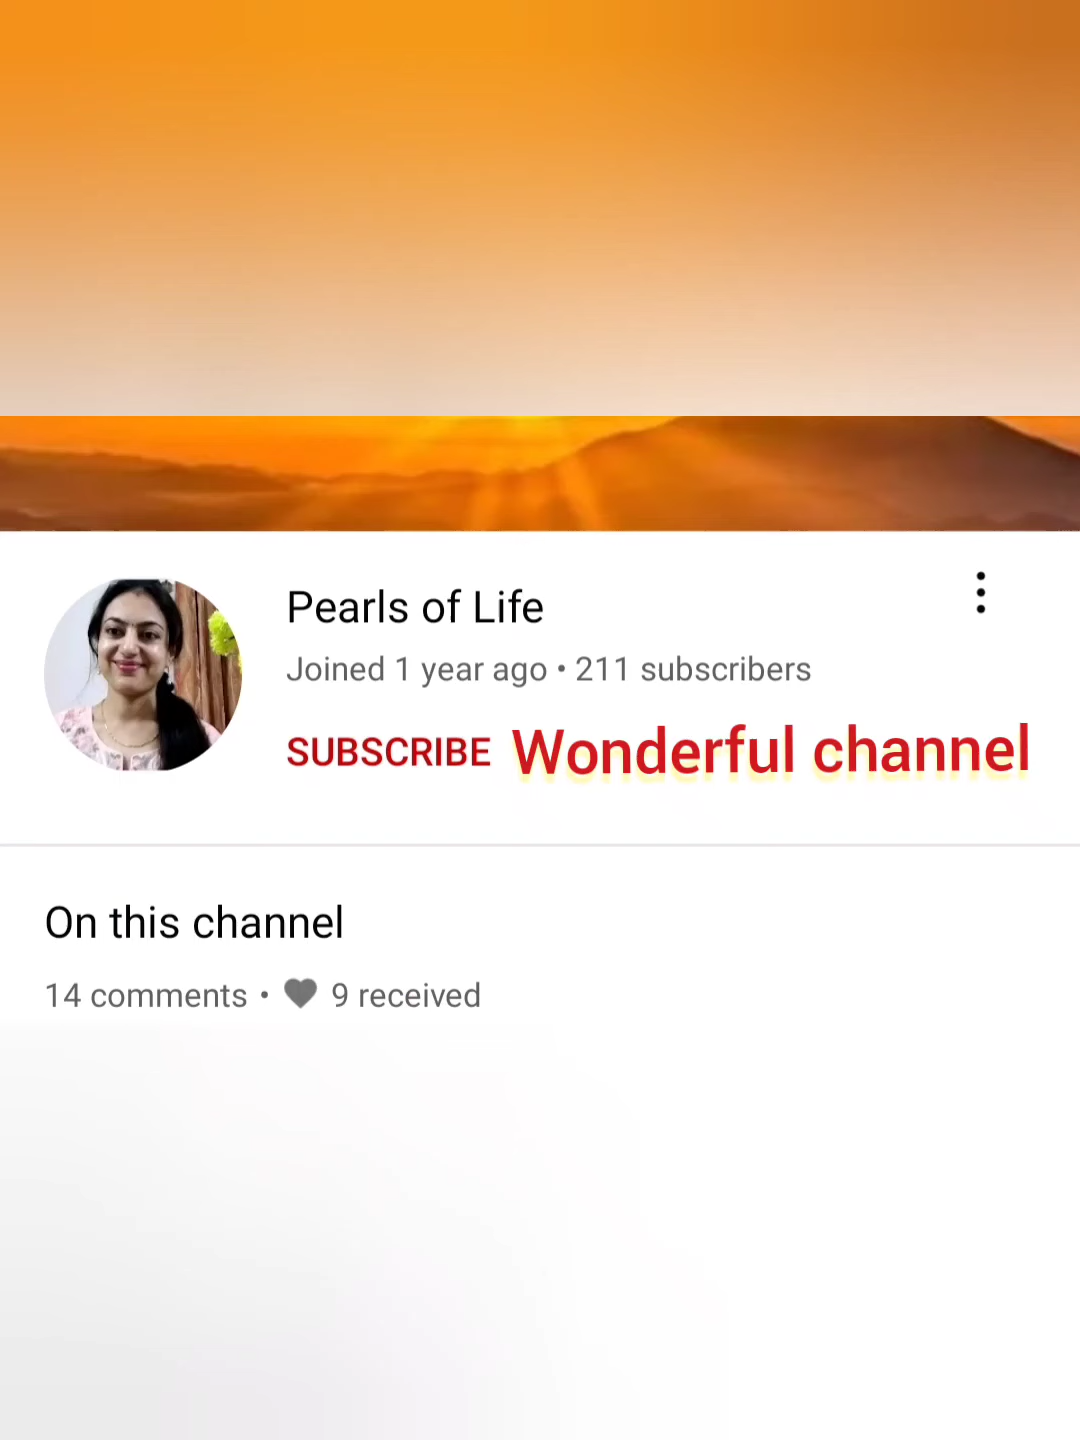 Pearls of Life
Joined 1 year ago • 211 subscribers
SUBSCRIBE Wonderful channel
On this channel
14 comments • 9 received